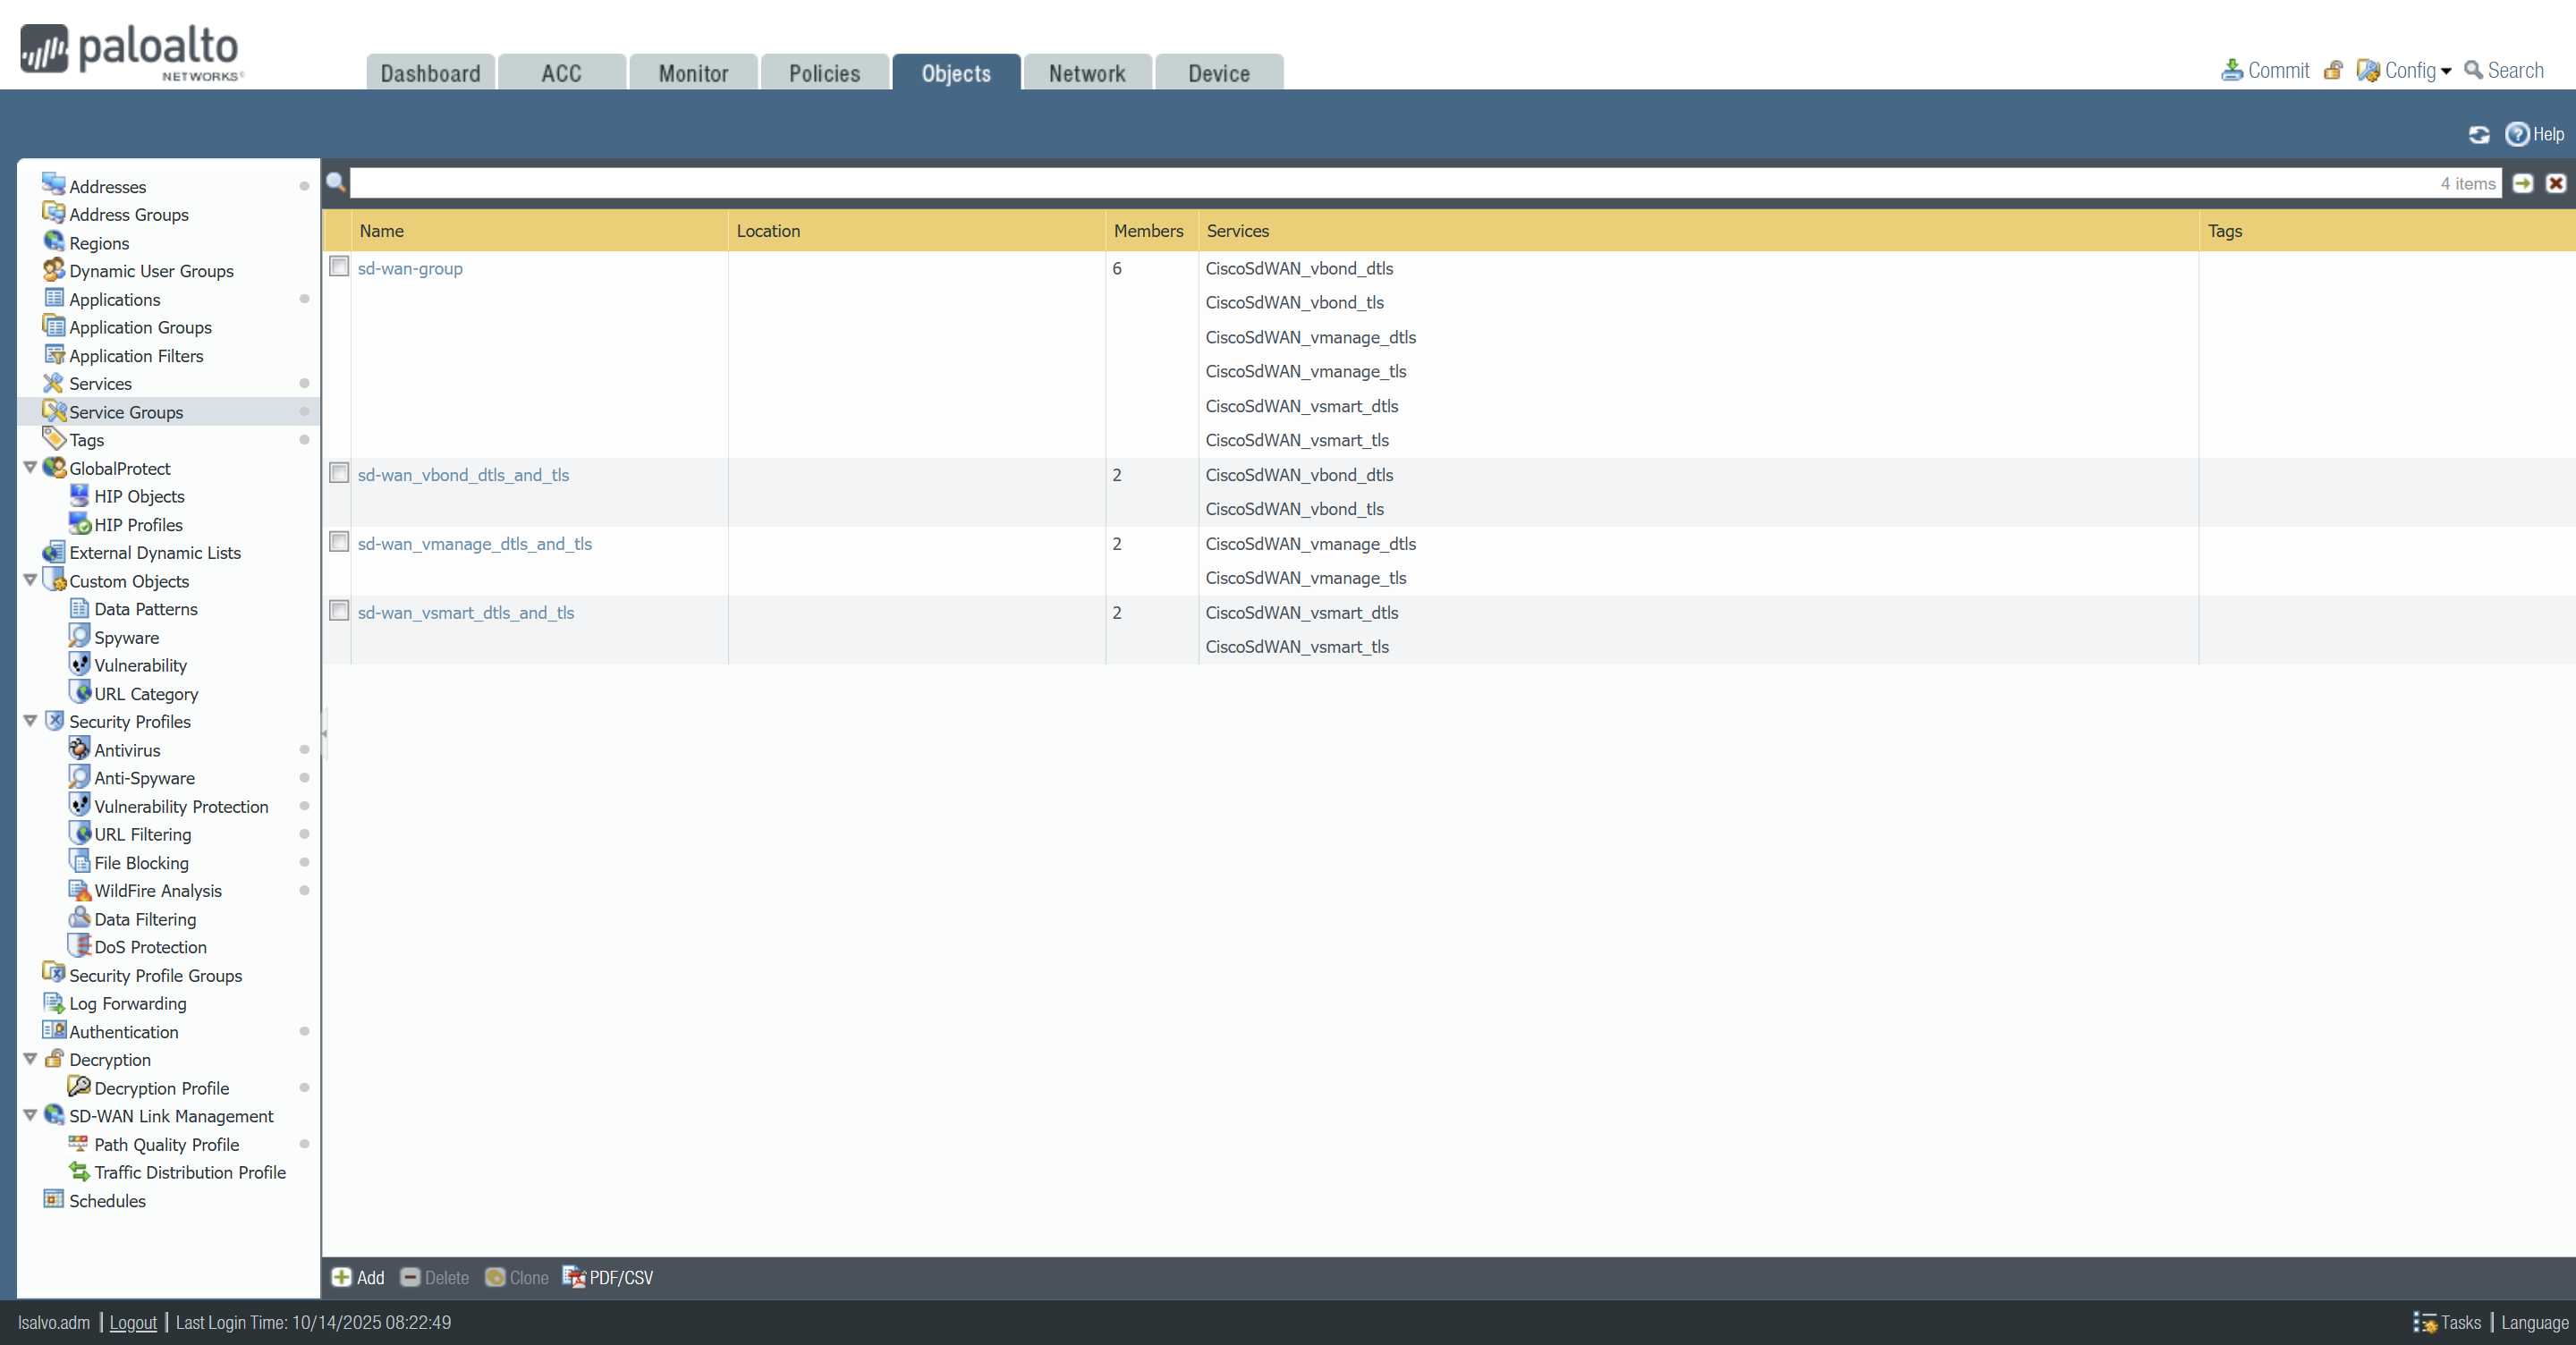 paloalto
NETWORKS
Dashboard ACC Monitor Policies Objects Network Device
Commit Config Search
Help
4 items
Addresses
Address Groups
Regions
Dynamic User Groups
Applications
Application Groups
Application Filters
Services
Service Groups
Tags
GlobalProtect
HIP Objects
HIP Profiles
External Dynamic Lists
Custom Objects
Data Patterns
Spyware
Vulnerability
URL Category
Security Profiles
Antivirus
Anti-Spyware
Vulnerability Protection
URL Filtering
File Blocking
WildFire Analysis
Data Filtering
DoS Protection
Security Profile Groups
Log Forwarding
Authentication
Decryption
Decryption Profile
SD-WAN Link Management
Path Quality Profile
Traffic Distribution Profile
Schedules
Name Location Members Services Tags
sd-wan-group 6 CiscoSdWAN_vbond_dtls
CiscoSdWAN_vbond_tls
CiscoSdWAN_vmanage_dtls
CiscoSdWAN_vmanage_tls
CiscoSdWAN_vsmart_dtls
CiscoSdWAN_vsmart_tls
sd-wan_vbond_dtls_and_tls 2 CiscoSdWAN_vbond_dtls
CiscoSdWAN_vbond_tls
sd-wan_vmanage_dtls_and_tls 2 CiscoSdWAN_vmanage_dtls
CiscoSdWAN_vmanage_tls
sd-wan_vsmart_dtls_and_tls 2 CiscoSdWAN_vsmart_dtls
CiscoSdWAN_vsmart_tls
Add Delete Clone PDF/CSV
lsalvo.adm | Logout | Last Login Time: 10/14/2025 08:22:49
Tasks | Language